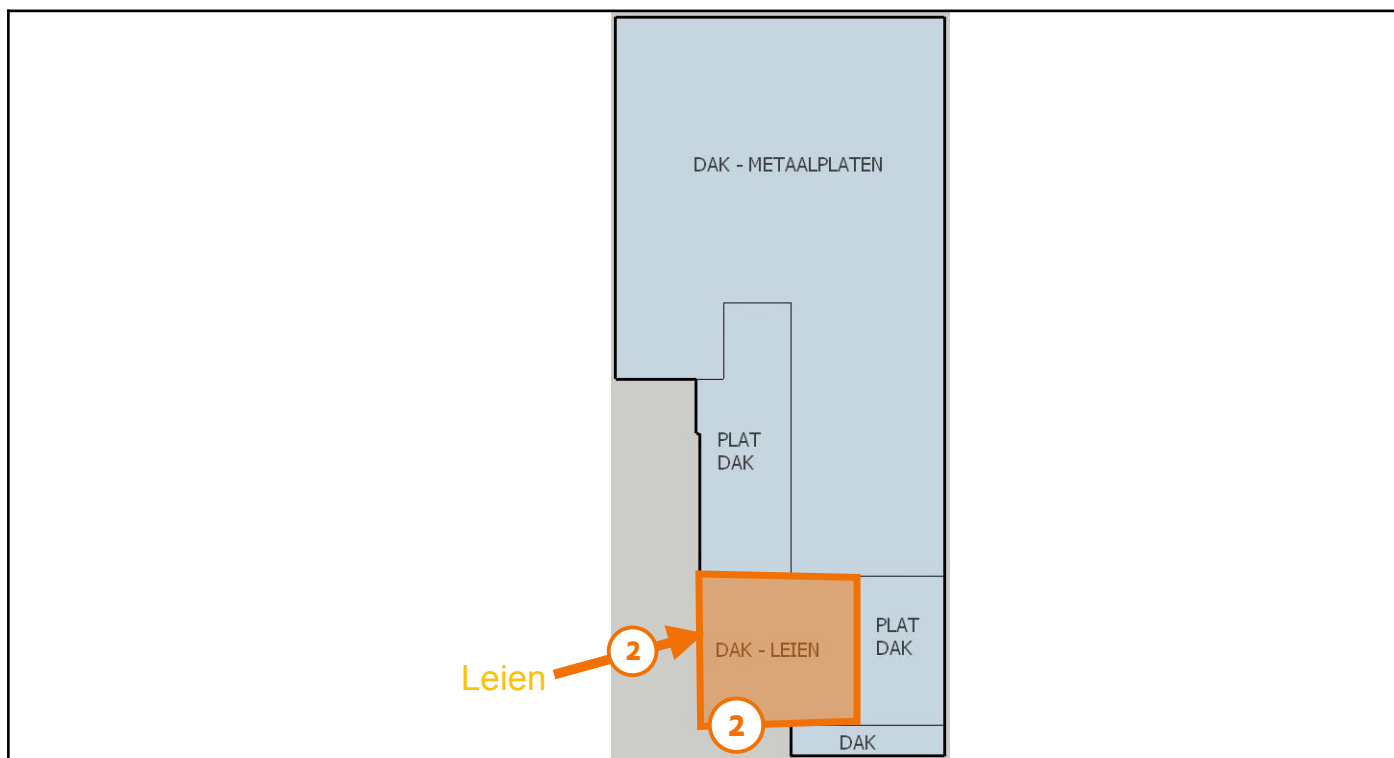 DAK - METAALPLATEN
PLAT
DAK
PLAT
DAK
2
DAK - LEIEN
Leien
2
DAK